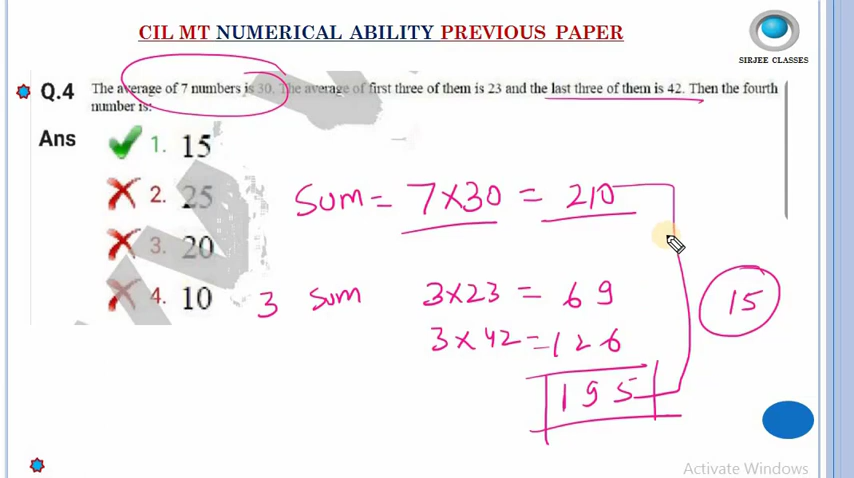 CIL MT NUMERICAL ABILITY PREVIOUS PAPER
SIRJEE CLASSES
Q.4 The average of 7 numbers is 30. The average of first three of them is 23 and the last three of them is 42. Then the fourth
number is:
Ans
1. 15
2. 25
3. 20
4. 10
Sum = 7×30 = 210
3 Sum 3×23 = 69
3×42 = 126
195
15
Activate Windows